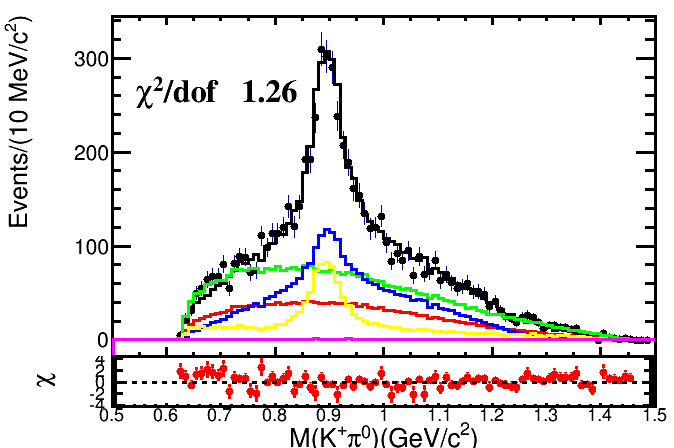 Events/(10 MeV/c²)
χ²/dof 1.26
300
200
100
0
χ
4
2
0
-2
-4
0.5 0.6 0.7 0.8 0.9 1 1.1 1.2 1.3 1.4 1.5
M(K⁺π⁰)(GeV/c²)